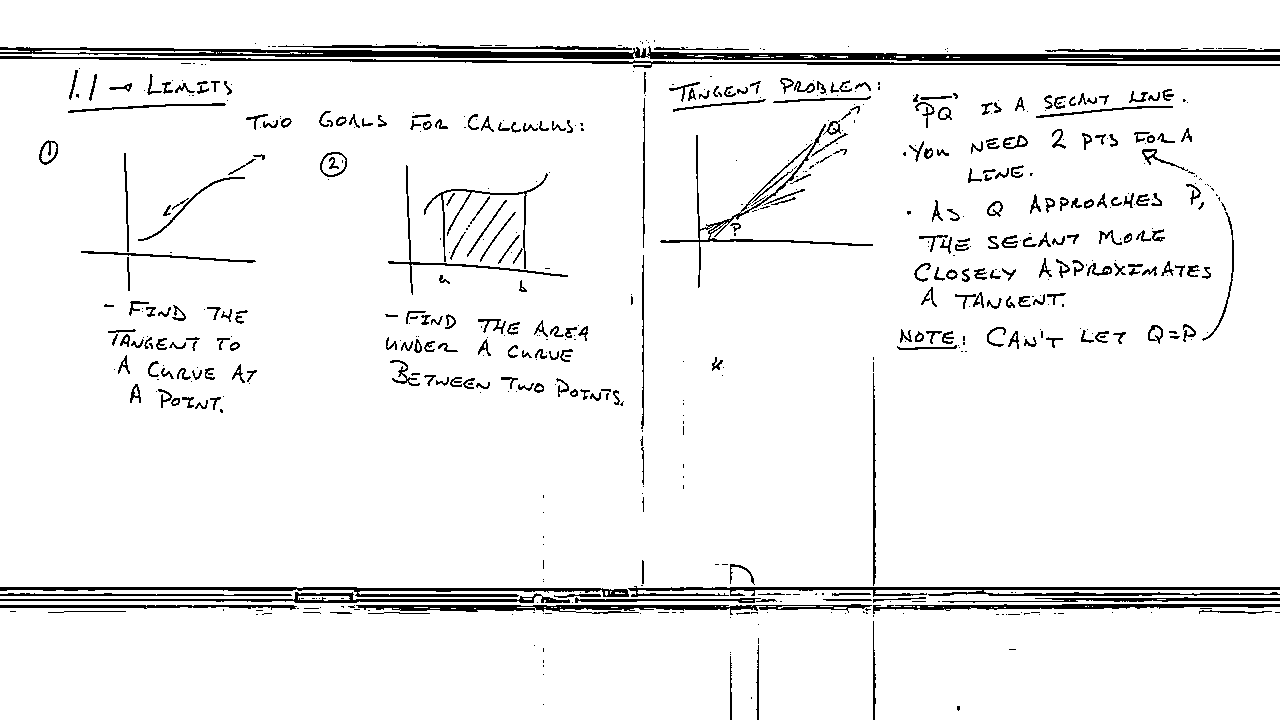 1.1 → LIMITS
TWO GOALS FOR CALCULUS:
①
②
a
b
- FIND THE
TANGENT TO
A CURVE AT
A POINT.
- FIND THE AREA
UNDER A CURVE
BETWEEN TWO POINTS.
TANGENT PROBLEM:
Q
P
*
PQ IS A SECANT LINE.
• YOU NEED 2 PTS FOR A
LINE.
• AS Q APPROACHES P,
THE SECANT MORE
CLOSELY APPROXIMATES
A TANGENT.
NOTE: CAN'T LET Q=P